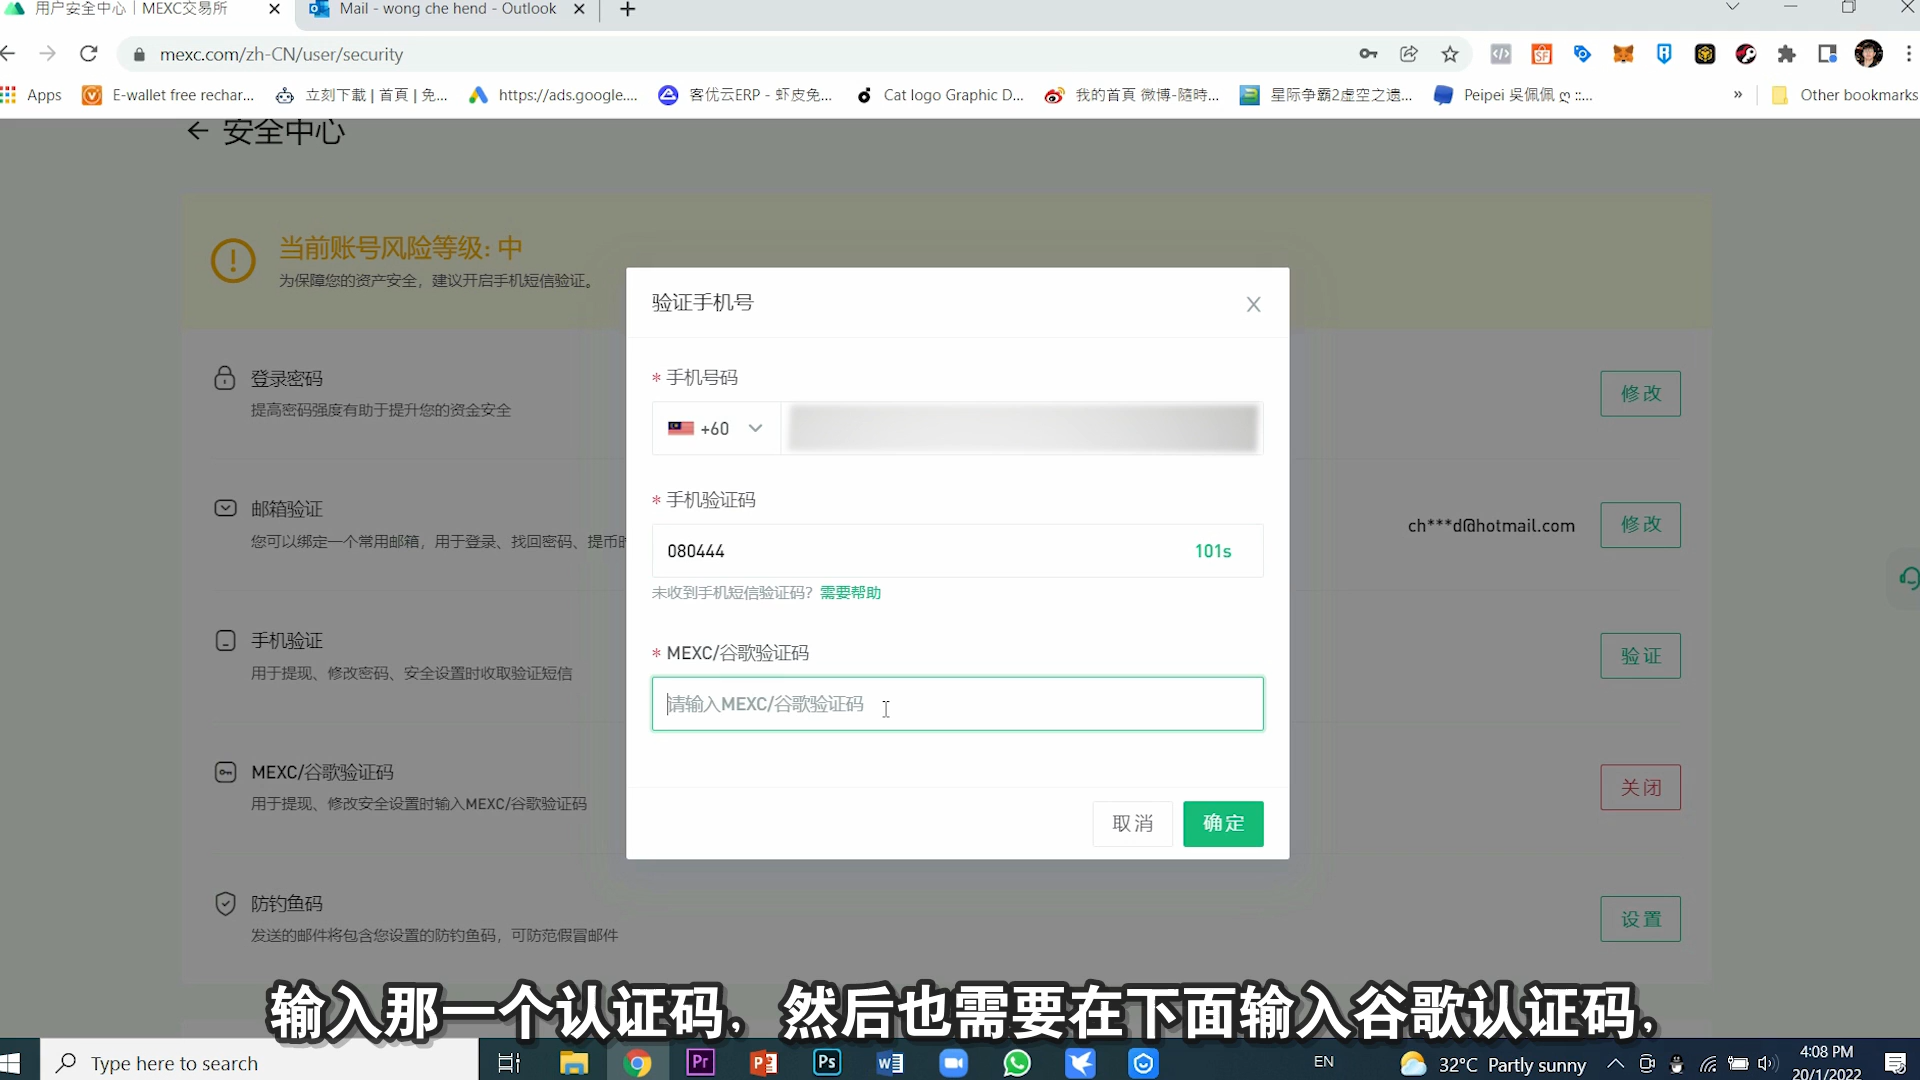 用户安全中心 | MEXC交易所
Mail - wong che hend - Outlook
mexc.com/zh-CN/user/security
Apps
E-wallet free rechar...
立刻下載 | 首頁 | 免...
https://ads.google....
客优云ERP - 虾皮免...
Cat logo Graphic D...
我的首頁 微博-隨時...
星际争霸2虚空之遗...
Peipei 吳佩佩 ღ ::...
»
Other bookmarks
安全中心
当前账号风险等级: 中
为保障您的资产安全，建议开启手机短信验证。
验证手机号
* 手机号码
+60
* 手机验证码
080444
101s
未收到手机短信验证码？ 需要帮助
* MEXC/谷歌验证码
请输入MEXC/谷歌验证码
取消
确定
登录密码
提高密码强度有助于提升您的资金安全
修改
邮箱验证
您可以绑定一个常用邮箱，用于登录、找回密码、提币时
ch***d@hotmail.com
修改
手机验证
用于提现、修改密码、安全设置时收取验证短信
验证
MEXC/谷歌验证码
用于提现、修改安全设置时输入MEXC/谷歌验证码
关闭
防钓鱼码
发送的邮件将包含您设置的防钓鱼码，可防范假冒邮件
设置
输入那一个认证码，然后也需要在下面输入谷歌认证码，
Type here to search
Pr
Ps
EN
32°C Partly sunny
4:08 PM
20/1/2022